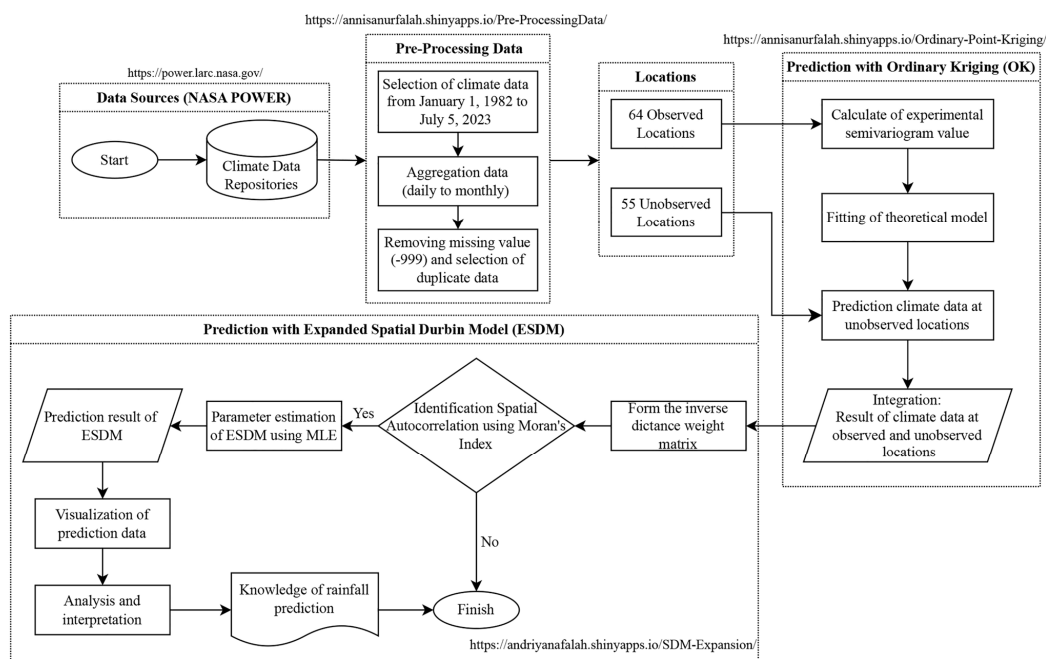 https://annisanurfalah.shinyapps.io/Pre-ProcessingData/
https://power.larc.nasa.gov/
Data Sources (NASA POWER)
Start
Climate Data
Repositories
Pre-Processing Data
Selection of climate data
from January 1, 1982 to
July 5, 2023
Aggregation data
(daily to monthly)
Removing missing value
(-999) and selection of
duplicate data
Locations
64 Observed
Locations
55 Unobserved
Locations
https://annisanurfalah.shinyapps.io/Ordinary-Point-Kriging/
Prediction with Ordinary Kriging (OK)
Calculate of experimental
semivariogram value
Fitting of theoretical model
Prediction climate data at
unobserved locations
Integration:
Result of climate data at
observed and unobserved
locations
Prediction with Expanded Spatial Durbin Model (ESDM)
Form the inverse
distance weight
matrix
Identification Spatial
Autocorrelation using Moran's
Index
Yes
Parameter estimation
of ESDM using MLE
Prediction result of
ESDM
Visualization of
prediction data
Analysis and
interpretation
Knowledge of rainfall
prediction
No
Finish
https://andriyanafalah.shinyapps.io/SDM-Expansion/